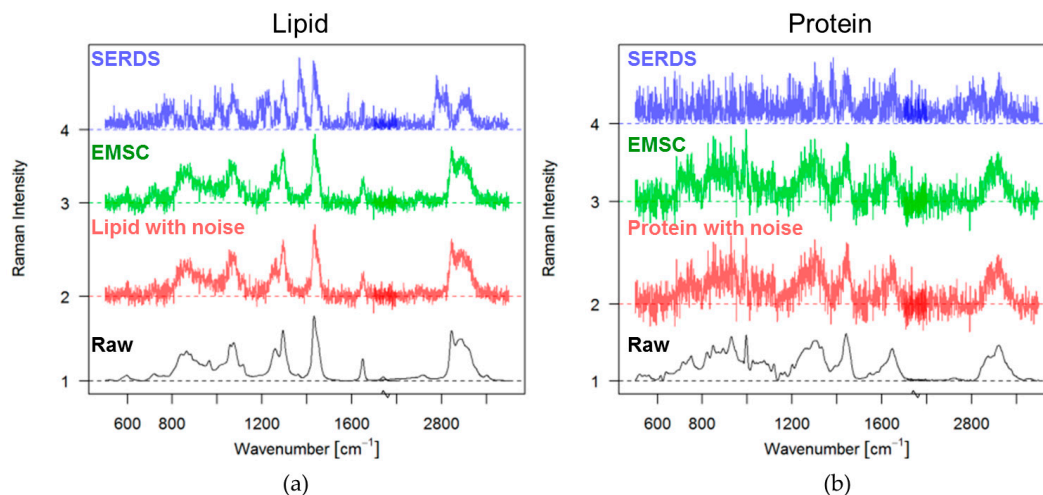 Lipid
SERDS
4
EMSC
3
Lipid with noise
2
Raw
1
Raman Intensity
600 800 1200 1600 2800
Wavenumber [cm⁻¹]
(a)
Protein
SERDS
4
EMSC
3
Protein with noise
2
Raw
1
Raman Intensity
600 800 1200 1600 2800
Wavenumber [cm⁻¹]
(b)